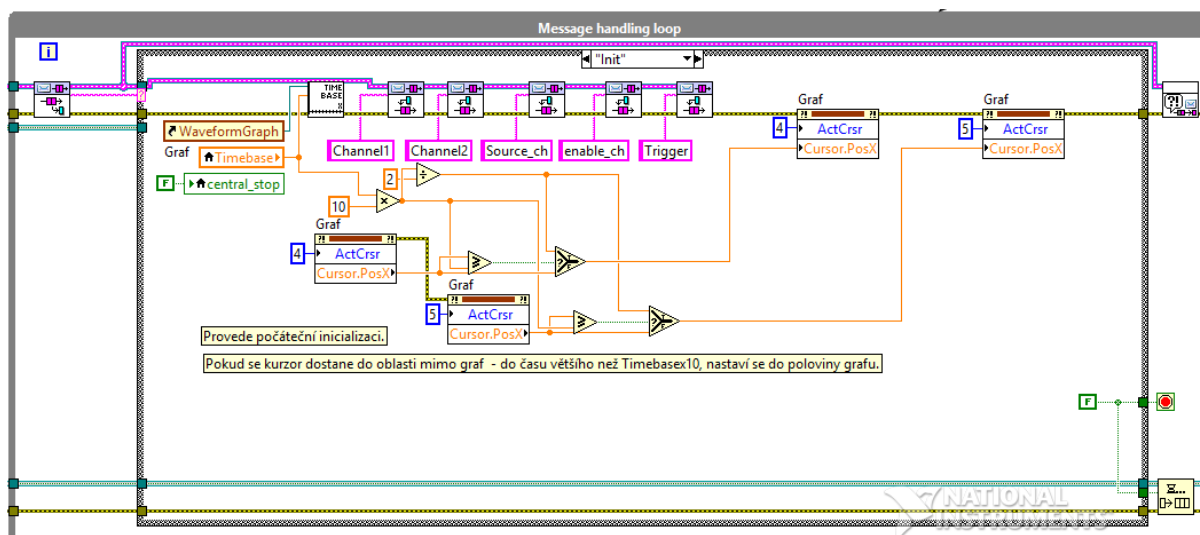 Message handling loop
i
"Init"
?
TIME
BASE
WaveformGraph
Graf
Timebase
F
central_stop
Channel1
Channel2
Source_ch
enable_ch
Trigger
Graf
4
ActCrsr
Cursor.PosX
Graf
5
ActCrsr
Cursor.PosX
2
10
Graf
4
ActCrsr
Cursor.PosX
Graf
5
ActCrsr
Cursor.PosX
Provede počáteční inicializaci.
Pokud se kurzor dostane do oblasti mimo graf - do času většího než Timebasex10, nastaví se do poloviny grafu.
F
NATIONAL
INSTRUMENTS